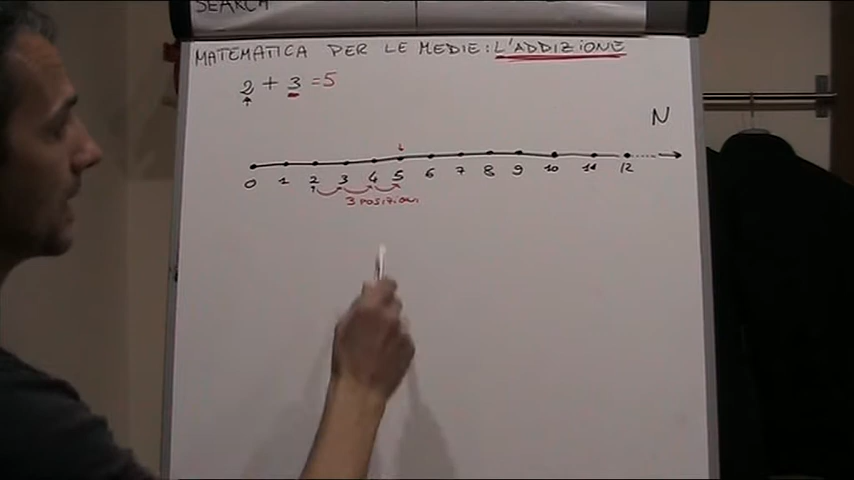 SEARCH
MATEMATICA PER LE MEDIE: L'ADDIZIONE
2 + 3 = 5
N
0 1 2 3 4 5 6 7 8 9 10 11 12
3 POSIZIONI